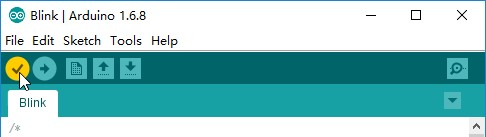 Blink | Arduino 1.6.8
File Edit Sketch Tools Help
Blink
/*